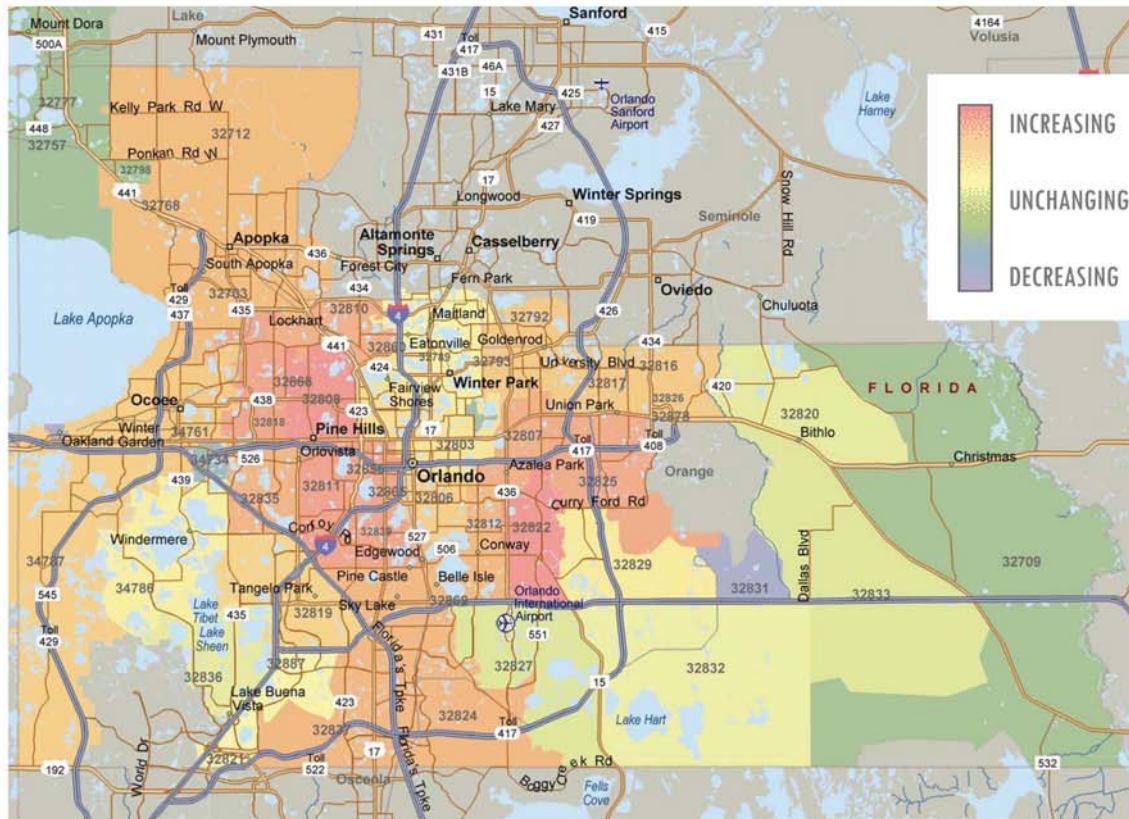 Mount Dora
Lake
Sanford
415
4164
Volusia
500A
Mount Plymouth
431
Toll
417
46A
431B
15
425
Orlando
Sanford
Airport
Lake
Harney
INCREASING
UNCHANGING
DECREASING
32777
Kelly Park Rd W
Lake Mary
427
448
32757
32712
Ponkan Rd W
32798
17
441
Longwood
Winter Springs
Snow Hill Rd
32768
419
Seminole
Apopka
436
Altamonte
Springs
Casselberry
South Apopka
Forest City
Fern Park
Oviedo
Toll
429
437
32703
434
Chuluota
Lake Apopka
435
Lockhart
32810
4
Maitland
32792
426
441
Eatonville
Goldenrod
434
32789
32793
University Blvd
32816
424
Winter Park
32817
420
FLORIDA
32808
Fairview
Shores
32826
Ocoee
438
423
Union Park
32878
32820
Winter
Garden
34761
32818
Pine Hills
17
32803
32807
Toll
417
Toll
408
Bithlo
Oakland
526
Orlovista
Orlando
Azalea Park
Orange
Christmas
34734
439
32835
32811
32805
32806
436
32825
Curry Ford Rd
Conroy Rd
32839
527
32812
32822
Windermere
4
Edgewood
506
Conway
32829
34787
Pine Castle
Belle Isle
32831
Dallas Blvd
32709
34786
Tangelo Park
545
32819
Sky Lake
Orlando
International
Airport
32833
Lake
Tibet
Lake
Sheen
435
551
Toll
429
Florida's Tpke
32887
32827
32832
32836
15
Lake Buena
Vista
423
32824
Lake Hart
World Dr
32837
Toll
417
Florida's Tpke
32821
17
Toll
522
192
Osceola
Boggy Creek Rd
532
Fells
Cove